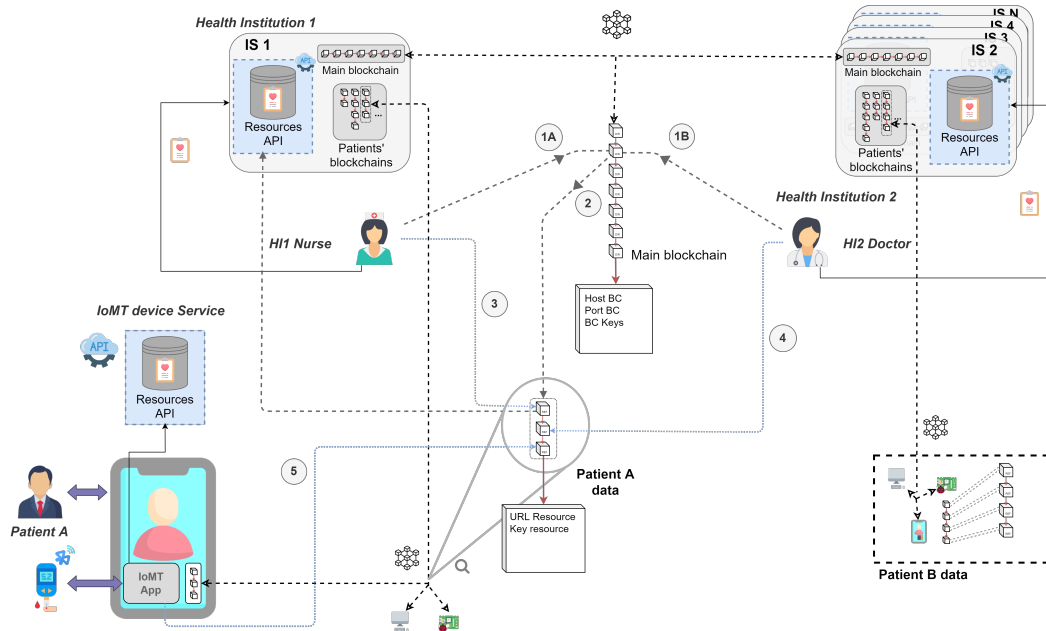 Health Institution 1
IS 1
API
Main blockchain
Resources
API
Patients'
blockchains
...
IS N
IS 4
IS 3
IS 2
Main blockchain
API
Resources
API
Patients'
blockchains
...
1A
1B
2
Health Institution 2
HI1 Nurse
HI2 Doctor
Main blockchain
Host BC
Port BC
BC Keys
3
4
IoMT device Service
API
Resources
API
5
Patient A
data
URL Resource
Key resource
Patient A
IoMT
App
5.2
Patient B data